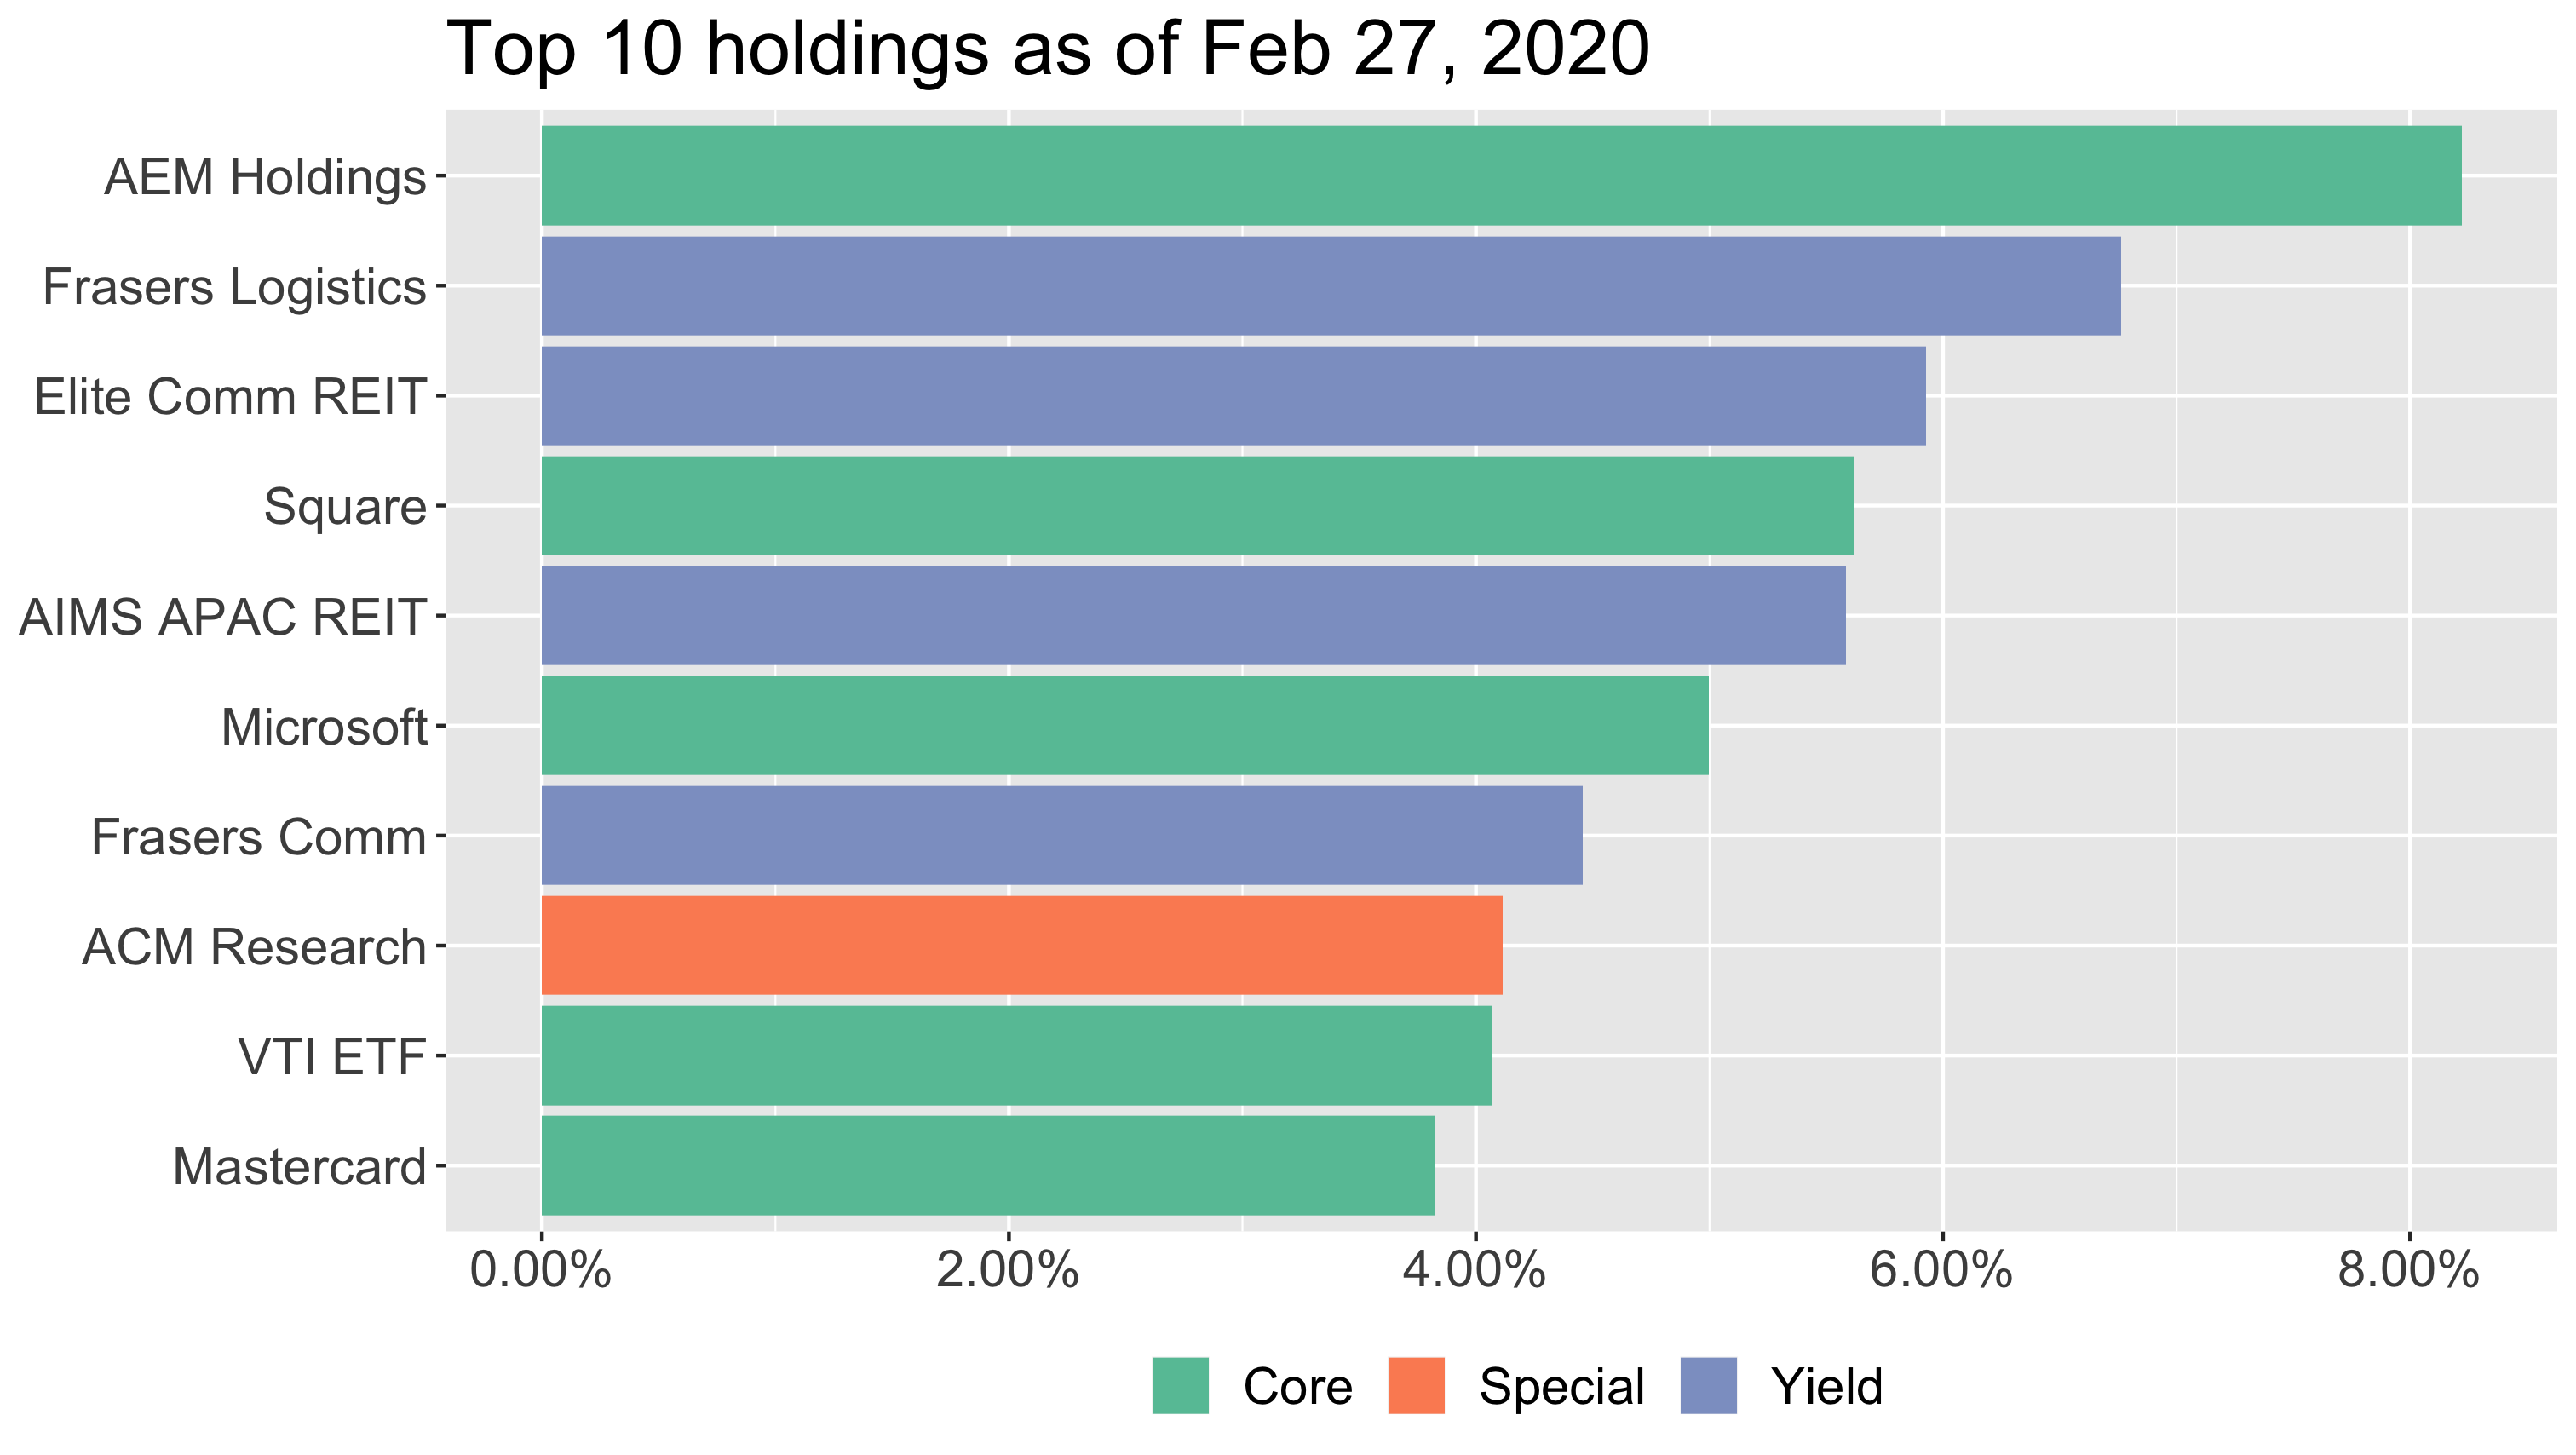 Top 10 holdings as of Feb 27, 2020
AEM Holdings
Frasers Logistics
Elite Comm REIT
Square
AIMS APAC REIT
Microsoft
Frasers Comm
ACM Research
VTI ETF
Mastercard
0.00% 2.00% 4.00% 6.00% 8.00%
Core Special Yield